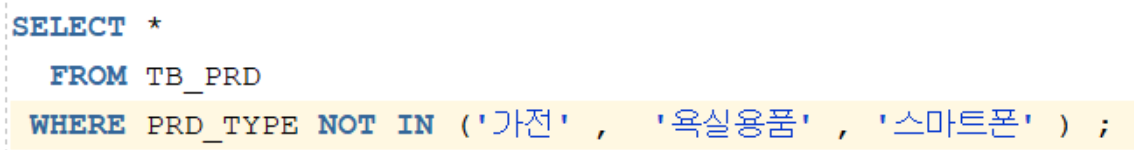 SELECT *
FROM TB_PRD
WHERE PRD_TYPE NOT IN ('가전' , '욕실용품' , '스마트폰' ) ;